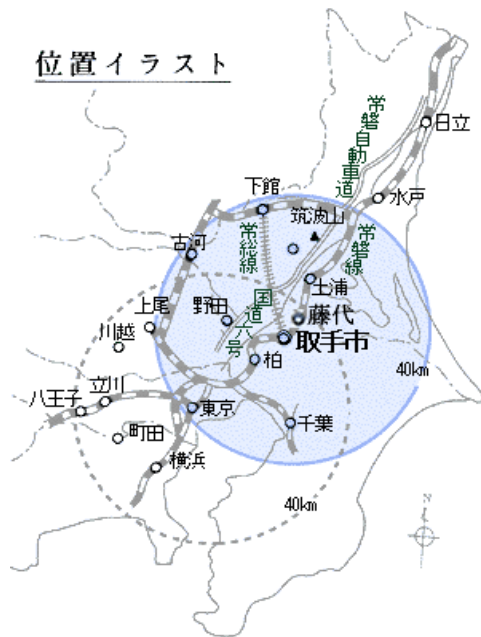 位置イラスト
常磐自動車道
日立
水戸
下館
筑波山
常磐線
古河
常総線
土浦
国道六号
上尾
野田
藤代
川越
取手市
柏
40km
八王子
立川
東京
千葉
町田
横浜
40km
N